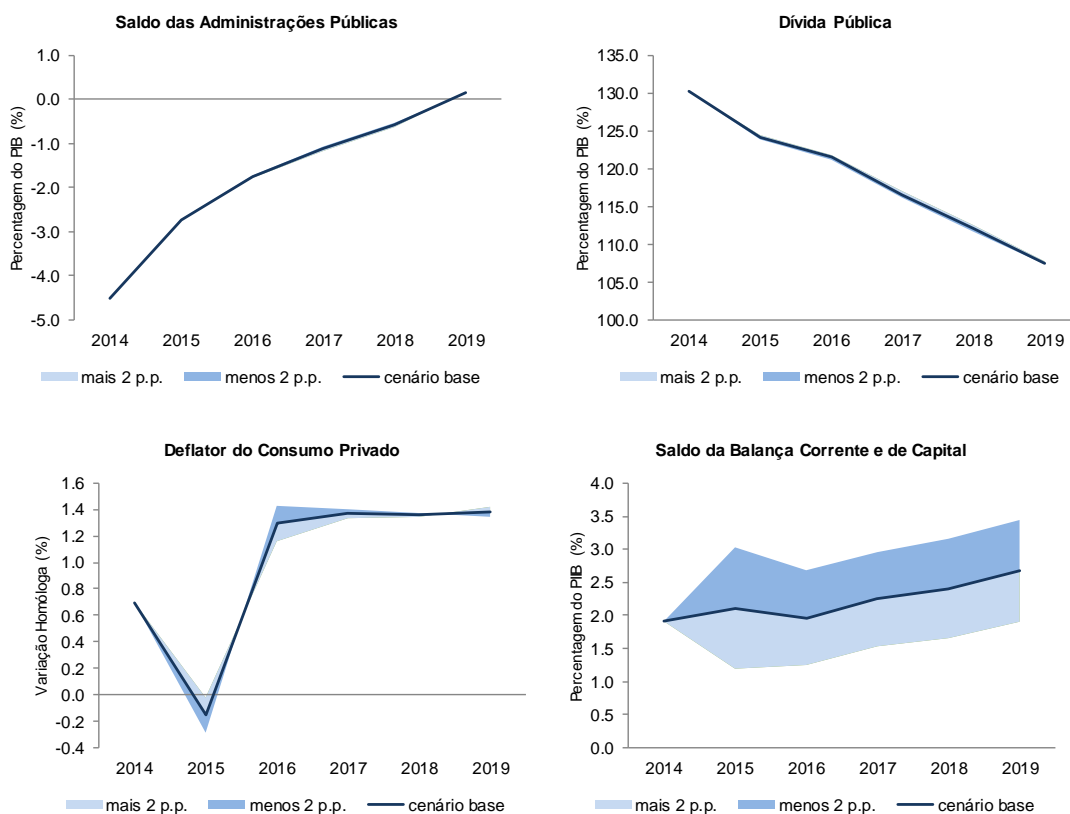 Saldo das Administrações Públicas
Percentagem do PIB (%)
1.0
0.0
-1.0
-2.0
-3.0
-4.0
-5.0
2014 2015 2016 2017 2018 2019
mais 2 p.p. menos 2 p.p. cenário base
Dívida Pública
Percentagem do PIB (%)
135.0
130.0
125.0
120.0
115.0
110.0
105.0
100.0
2014 2015 2016 2017 2018 2019
mais 2 p.p. menos 2 p.p. cenário base
Deflator do Consumo Privado
Variação Homóloga (%)
1.6
1.4
1.2
1.0
0.8
0.6
0.4
0.2
0.0
-0.2
-0.4
2014 2015 2016 2017 2018 2019
mais 2 p.p. menos 2 p.p. cenário base
Saldo da Balança Corrente e de Capital
Percentagem do PIB (%)
4.0
3.5
3.0
2.5
2.0
1.5
1.0
0.5
0.0
2014 2015 2016 2017 2018 2019
mais 2 p.p. menos 2 p.p. cenário base